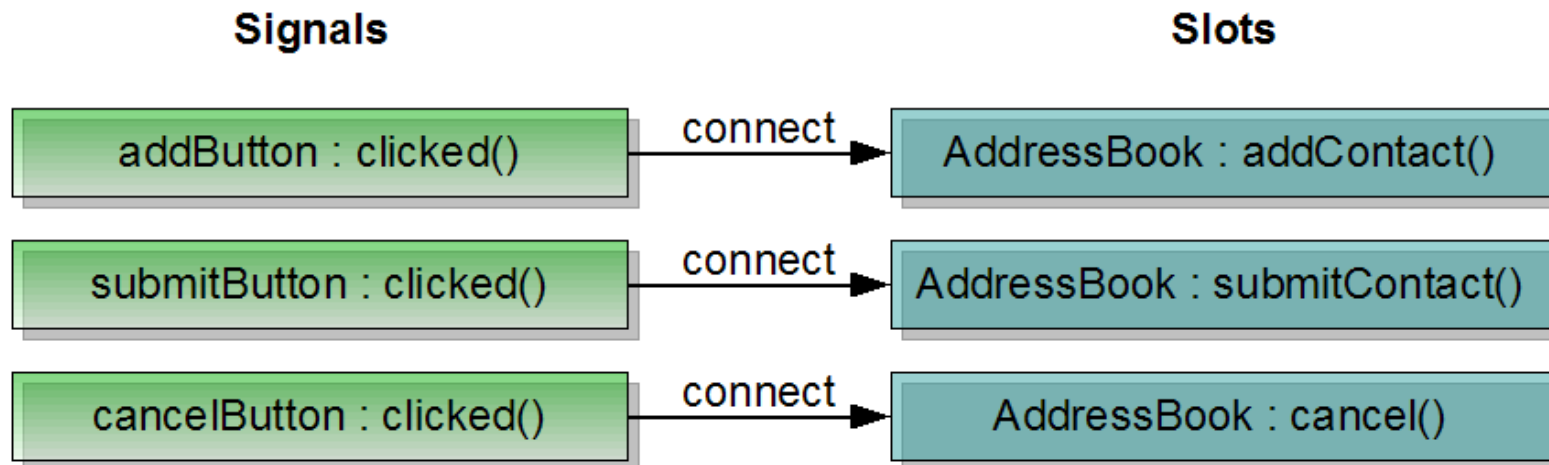 Signals Slots
addButton : clicked() connect AddressBook : addContact()
submitButton : clicked() connect AddressBook : submitContact()
cancelButton : clicked() connect AddressBook : cancel()